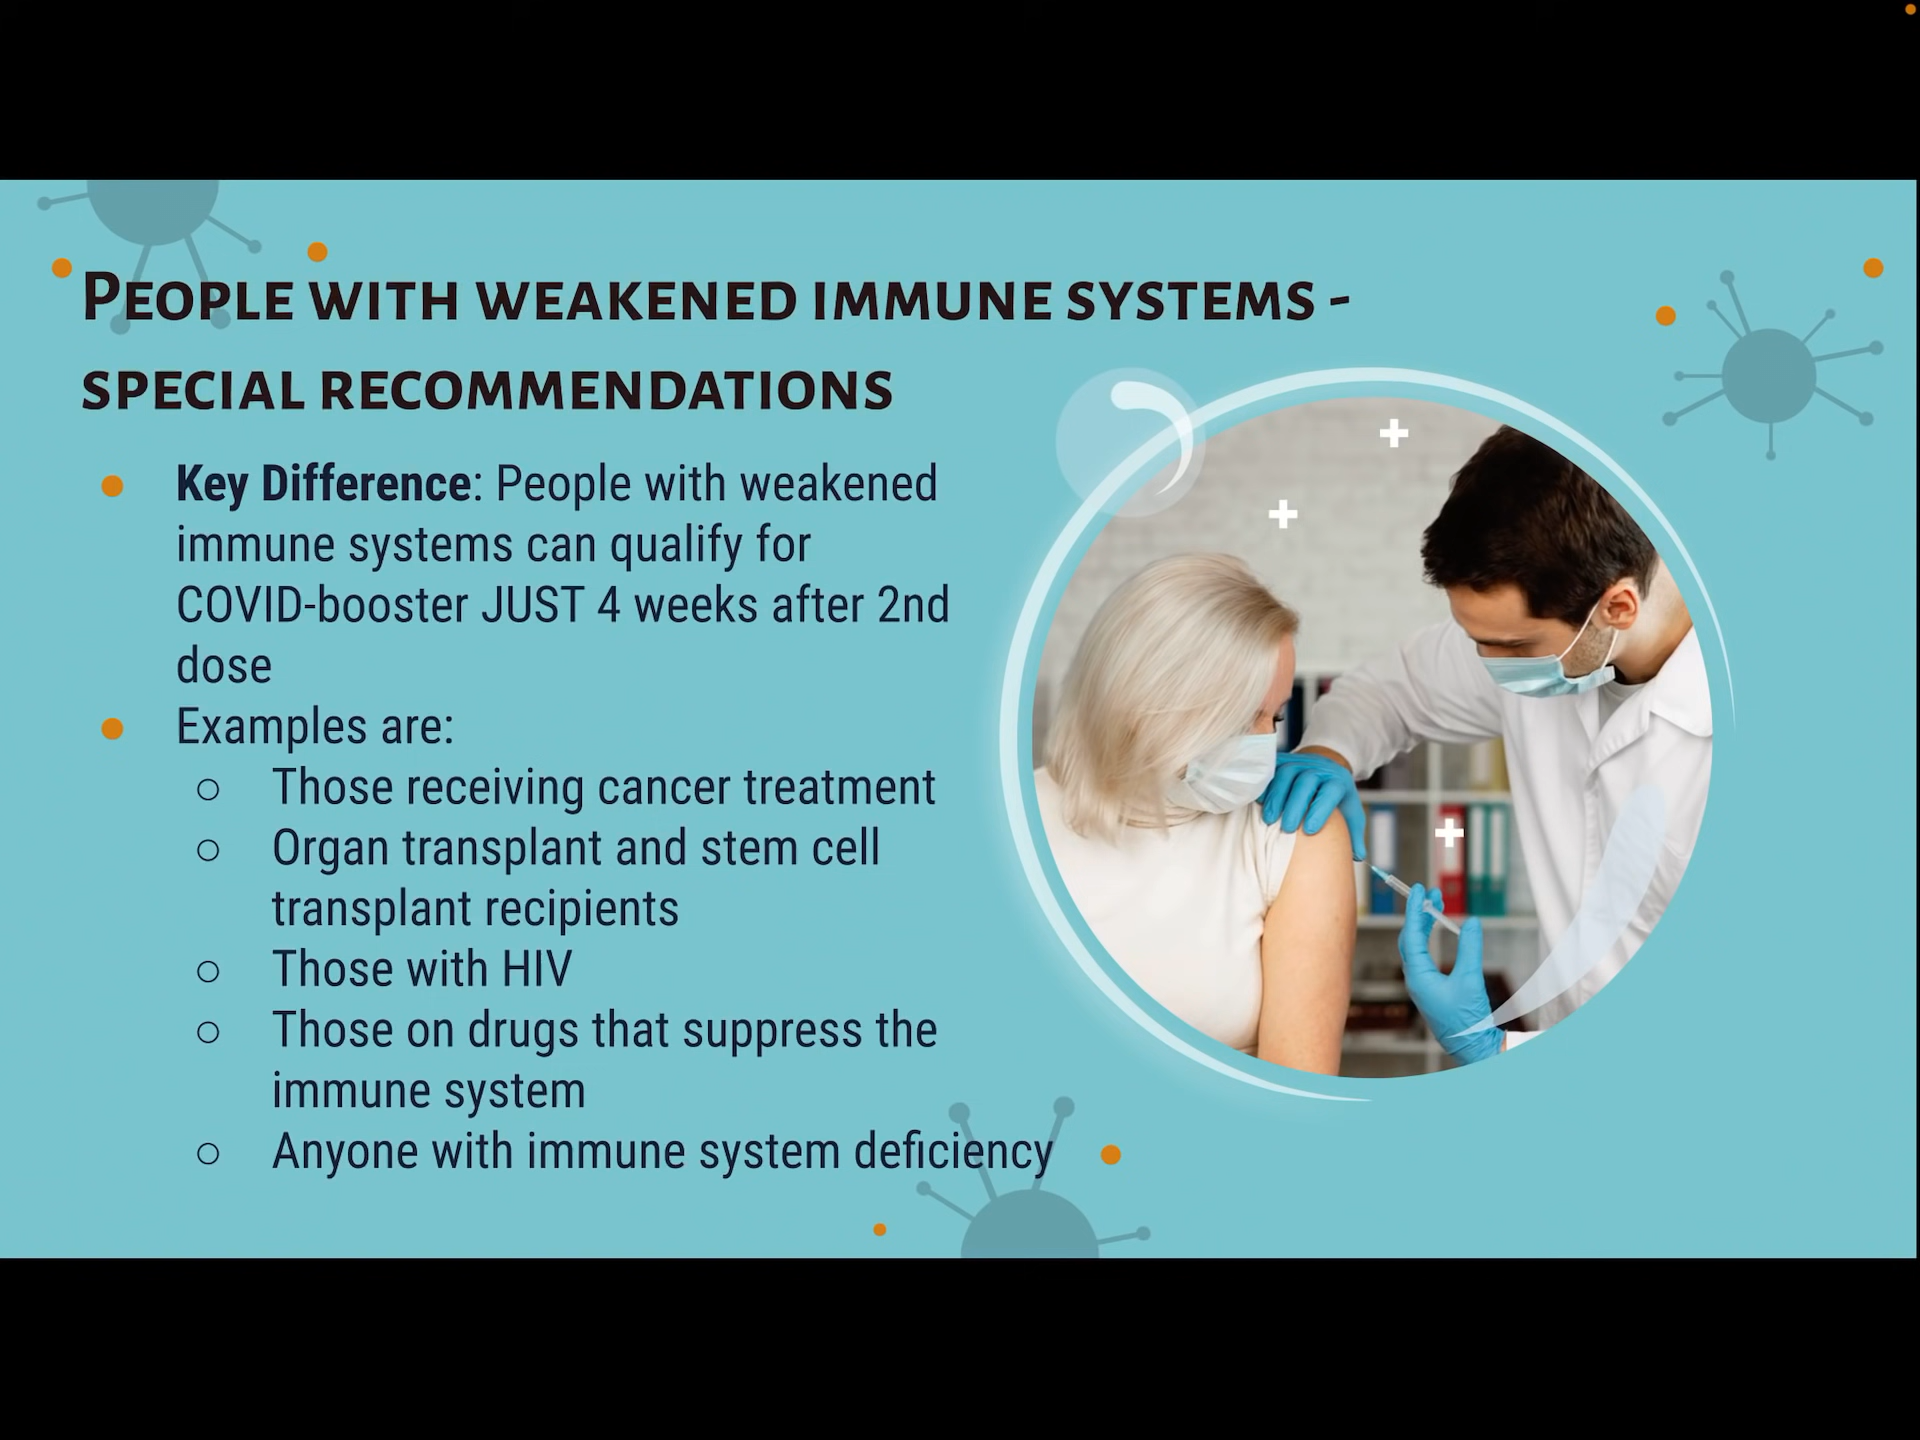 People with weakened immune systems -
special recommendations
● Key Difference: People with weakened
immune systems can qualify for
COVID-booster JUST 4 weeks after 2nd
dose
● Examples are:
○ Those receiving cancer treatment
○ Organ transplant and stem cell
transplant recipients
○ Those with HIV
○ Those on drugs that suppress the
immune system
○ Anyone with immune system deficiency